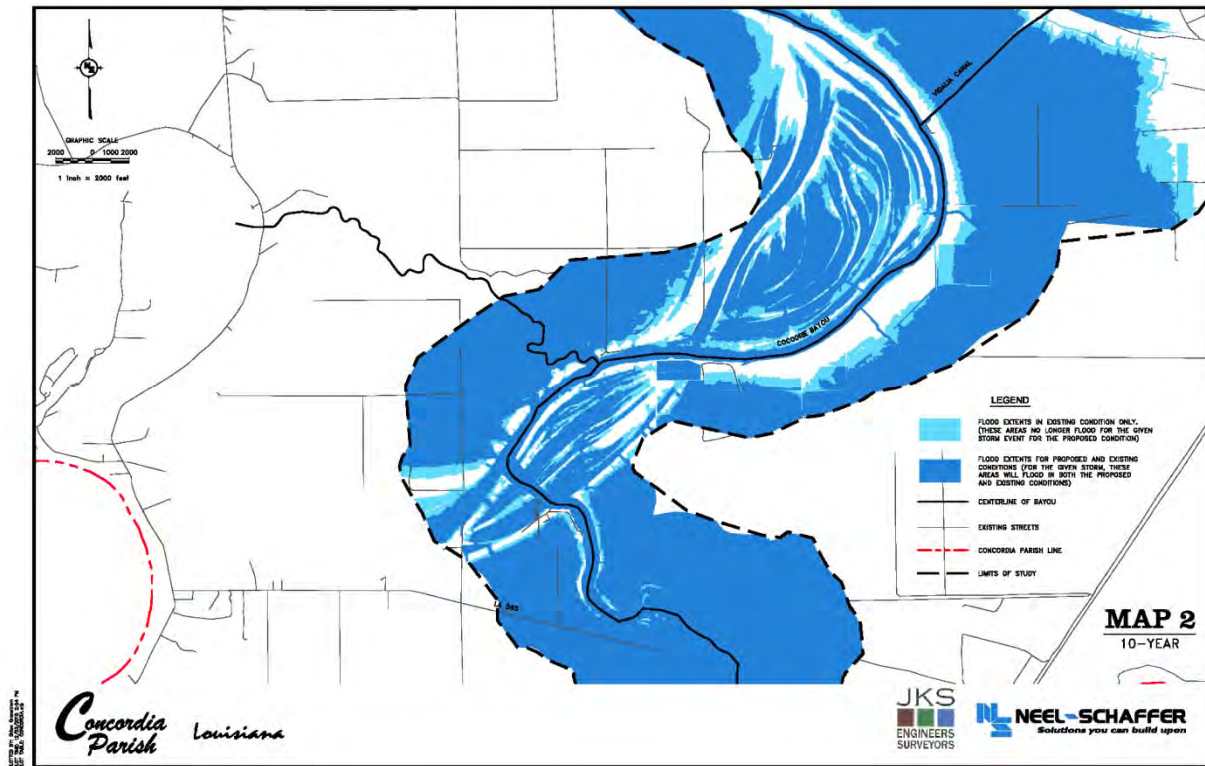 GRAPHIC SCALE
2000 0 1000 2000
1 inch = 2000 feet
VIDALIA CANAL
COCODRIE BAYOU
LEGEND
FLOOD EXTENTS IN EXISTING CONDITION ONLY.
(THESE AREAS NO LONGER FLOOD FOR THE GIVEN
STORM EVENT FOR THE PROPOSED CONDITION)
FLOOD EXTENTS FOR PROPOSED AND EXISTING
CONDITIONS (FOR THE GIVEN STORM, THESE
AREAS WILL FLOOD IN BOTH THE PROPOSED
AND EXISTING CONDITIONS)
CENTERLINE OF BAYOU
EXISTING STREETS
CONCORDIA PARISH LINE
LIMITS OF STUDY
LA 565
MAP 2
10-YEAR
Concordia
Parish
Louisiana
JKS
ENGINEERS
SURVEYORS
NEEL-SCHAFFER
Solutions you can build upon